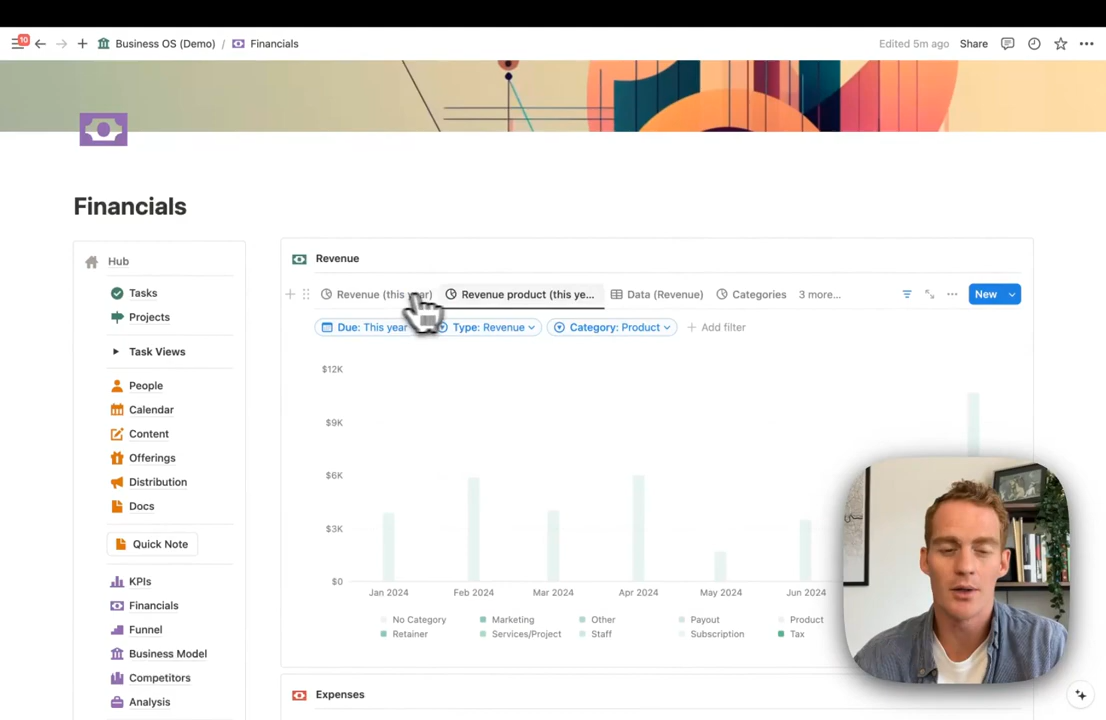 10
Business OS (Demo) / Financials
Edited 5m ago
Share
Financials
Hub
Tasks
Projects
Task Views
People
Calendar
Content
Offerings
Distribution
Docs
Quick Note
KPIs
Financials
Funnel
Business Model
Competitors
Analysis
Revenue
Revenue (this year)
Revenue product (this ye...
Data (Revenue)
Categories
3 more...
New
Due: This year
Type: Revenue
Category: Product
+ Add filter
$12K
$9K
$6K
$3K
$0
Jan 2024
Feb 2024
Mar 2024
Apr 2024
May 2024
Jun 2024
No Category
Marketing
Other
Payout
Product
Retainer
Services/Project
Staff
Subscription
Tax
Expenses